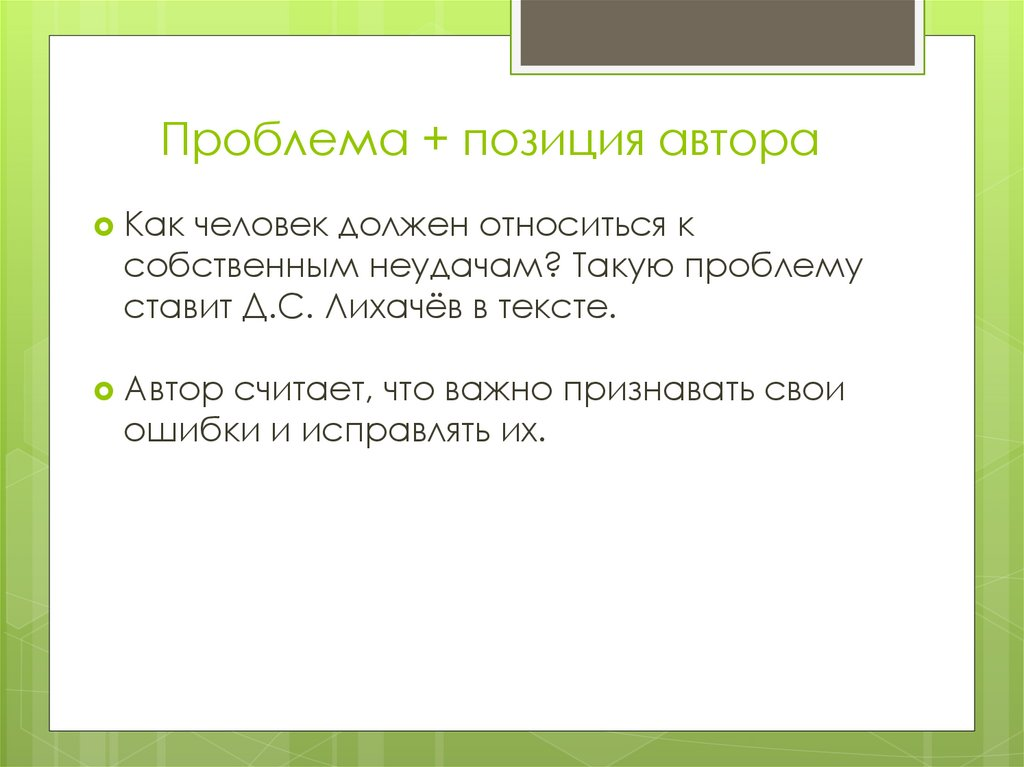 Проблема + позиция автора
Как человек должен относиться к
собственным неудачам? Такую проблему
ставит Д.С. Лихачёв в тексте.
Автор считает, что важно признавать свои
ошибки и исправлять их.